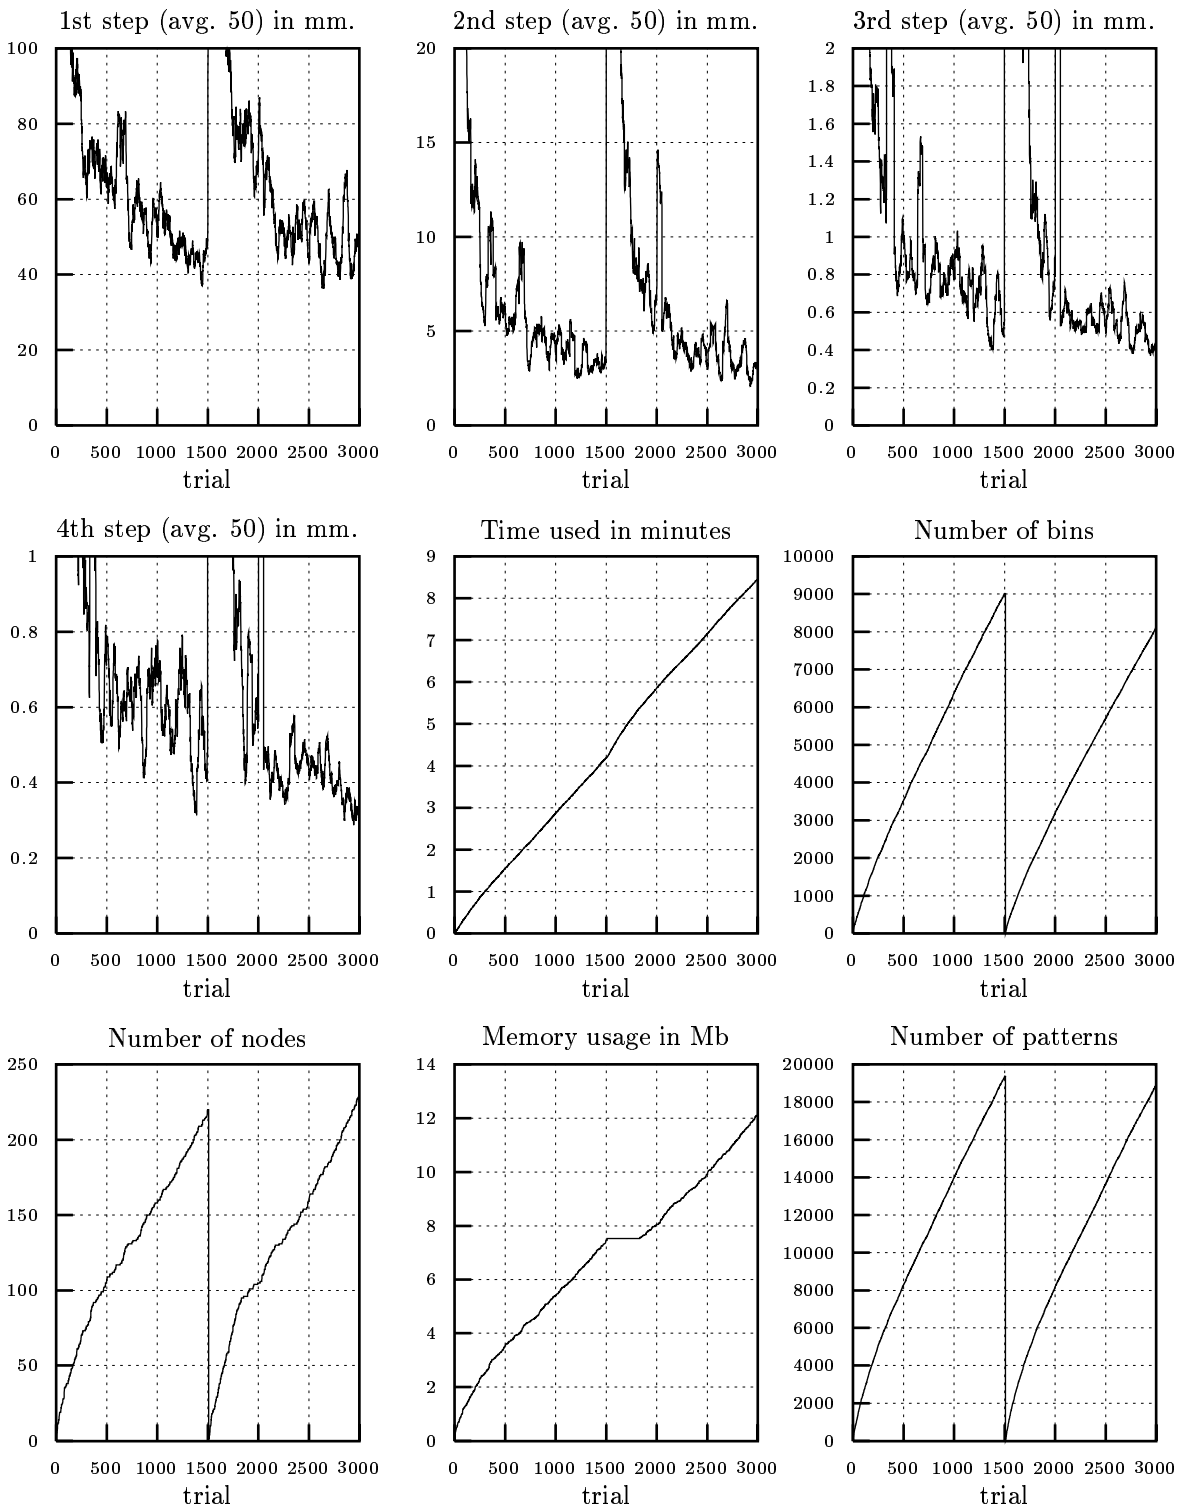 1st step (avg. 50) in mm.
100
80
60
40
20
0
0 500 1000 1500 2000 2500 3000
trial
2nd step (avg. 50) in mm.
20
15
10
5
0
0 500 1000 1500 2000 2500 3000
trial
3rd step (avg. 50) in mm.
2
1.8
1.6
1.4
1.2
1
0.8
0.6
0.4
0.2
0
0 500 1000 1500 2000 2500 3000
trial
4th step (avg. 50) in mm.
1
0.8
0.6
0.4
0.2
0
0 500 1000 1500 2000 2500 3000
trial
Time used in minutes
9
8
7
6
5
4
3
2
1
0
0 500 1000 1500 2000 2500 3000
trial
Number of bins
10000
9000
8000
7000
6000
5000
4000
3000
2000
1000
0
0 500 1000 1500 2000 2500 3000
trial
Number of nodes
250
200
150
100
50
0
0 500 1000 1500 2000 2500 3000
trial
Memory usage in Mb
14
12
10
8
6
4
2
0
0 500 1000 1500 2000 2500 3000
trial
Number of patterns
20000
18000
16000
14000
12000
10000
8000
6000
4000
2000
0
0 500 1000 1500 2000 2500 3000
trial